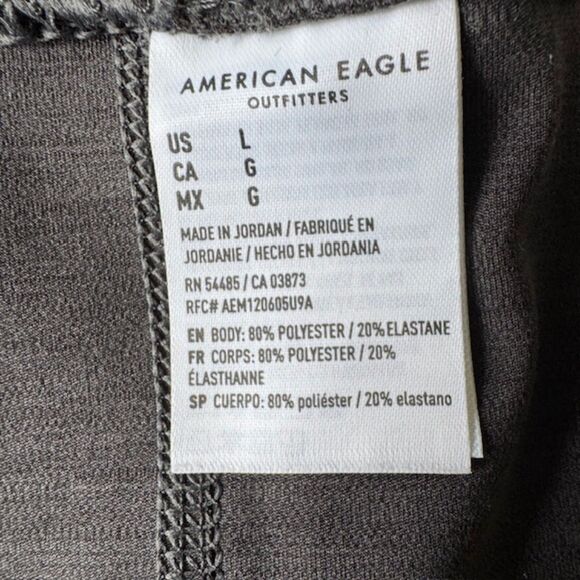 AMERICAN EAGLE
OUTFITTERS
US L
CA G
MX G
MADE IN JORDAN / FABRIQUÉ EN
JORDANIE / HECHO EN JORDANIA
RN 54485 / CA 03873
RFC# AEM120605U9A
EN BODY: 80% POLYESTER / 20% ELASTANE
FR CORPS: 80% POLYESTER / 20%
ÉLASTHANNE
SP CUERPO: 80% poliéster / 20% elastano